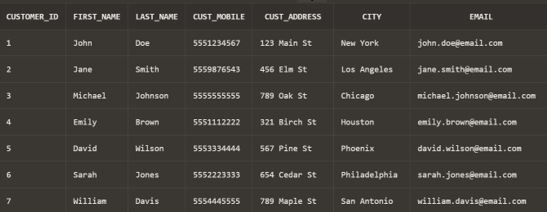 CUSTOMER_ID FIRST_NAME LAST_NAME CUST_MOBILE CUST_ADDRESS CITY EMAIL
1 John Doe 5551234567 123 Main St New York john.doe@email.com
2 Jane Smith 5559876543 456 Elm St Los Angeles jane.smith@email.com
3 Michael Johnson 5555555555 789 Oak St Chicago michael.johnson@email.com
4 Emily Brown 5551112222 321 Birch St Houston emily.brown@email.com
5 David Wilson 5553334444 567 Pine St Phoenix david.wilson@email.com
6 Sarah Jones 5552223333 654 Cedar St Philadelphia sarah.jones@email.com
7 William Davis 5554445555 789 Maple St San Antonio william.davis@email.com